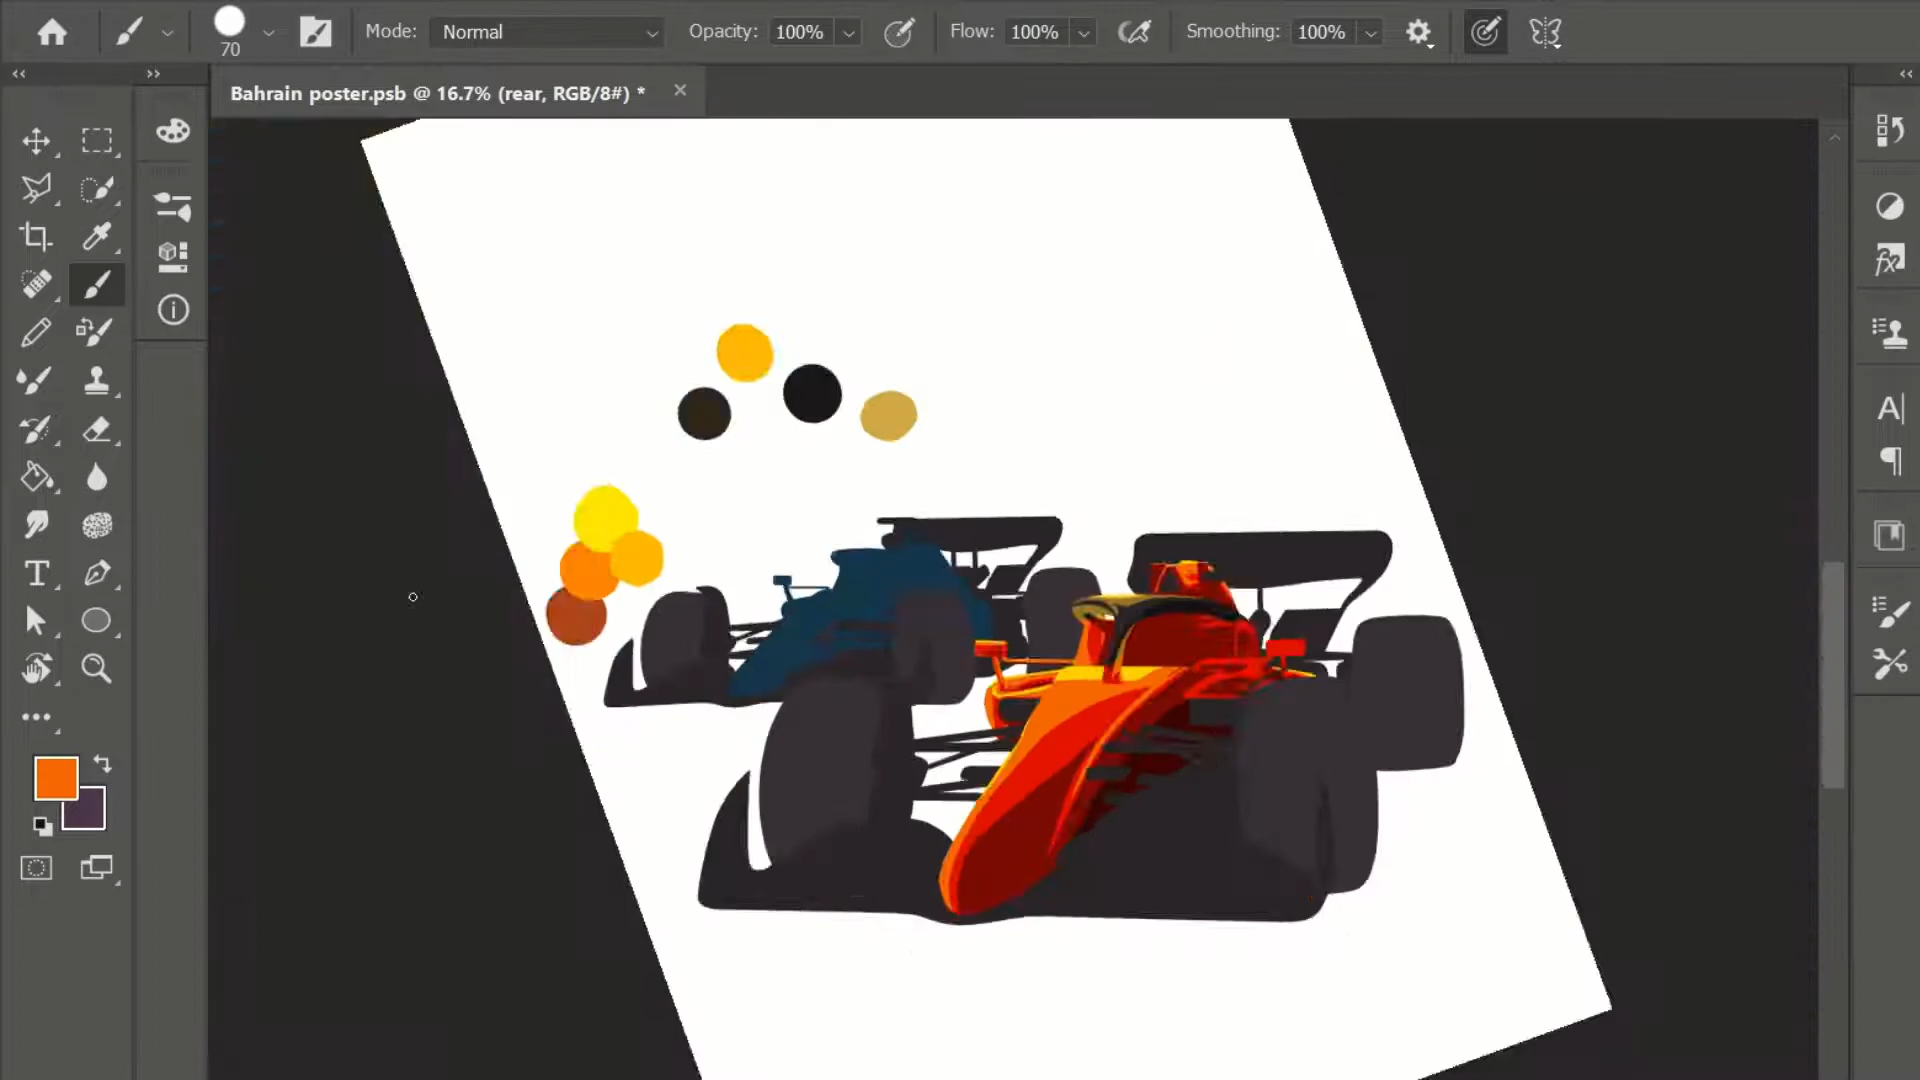 70
Mode: Normal
Opacity: 100%
Flow: 100%
Smoothing: 100%
Bahrain poster.psb @ 16.7% (rear, RGB/8#) *